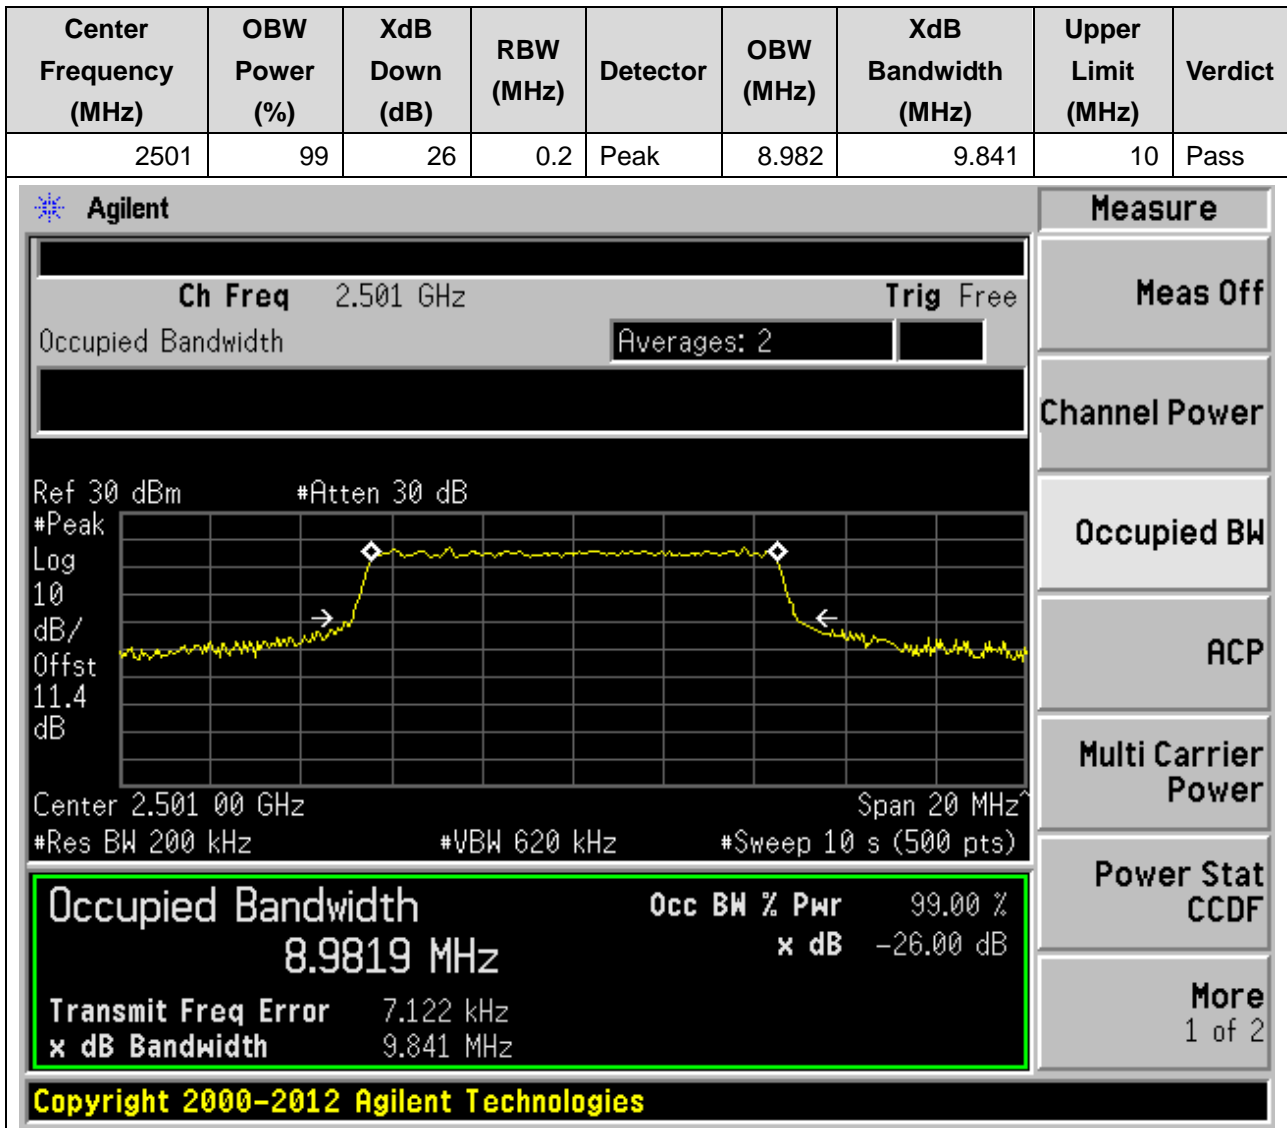 Center Frequency (MHz) OBW Power (%) XdB Down (dB) RBW (MHz) Detector OBW (MHz) XdB Bandwidth (MHz) Upper Limit (MHz) Verdict
2501 99 26 0.2 Peak 8.982 9.841 10 Pass
Agilent
Measure
Ch Freq 2.501 GHz Trig Free
Meas Off
Occupied Bandwidth Averages: 2
Channel Power
Ref 30 dBm #Atten 30 dB
#Peak
Log
10
dB/
Offst
11.4
dB
Occupied BW
ACP
Multi Carrier
Power
Center 2.501 00 GHz Span 20 MHz^
#Res BW 200 kHz #VBW 620 kHz #Sweep 10 s (500 pts)
Power Stat
CCDF
Occupied Bandwidth Occ BW % Pwr 99.00 %
8.9819 MHz x dB -26.00 dB
Transmit Freq Error 7.122 kHz
x dB Bandwidth 9.841 MHz
More
1 of 2
Copyright 2000-2012 Agilent Technologies